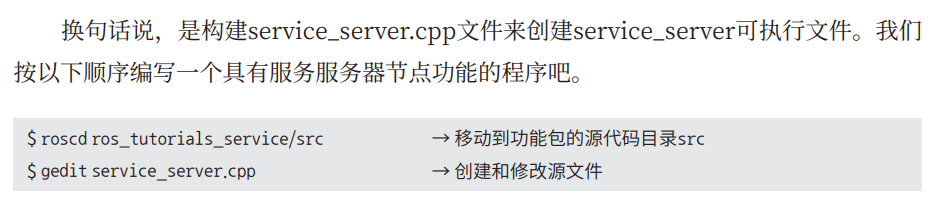 换句话说，是构建service_server.cpp文件来创建service_server可执行文件。我们
按以下顺序编写一个具有服务服务器节点功能的程序吧。
$ roscd ros_tutorials_service/src → 移动到功能包的源代码目录src
$ gedit service_server.cpp → 创建和修改源文件